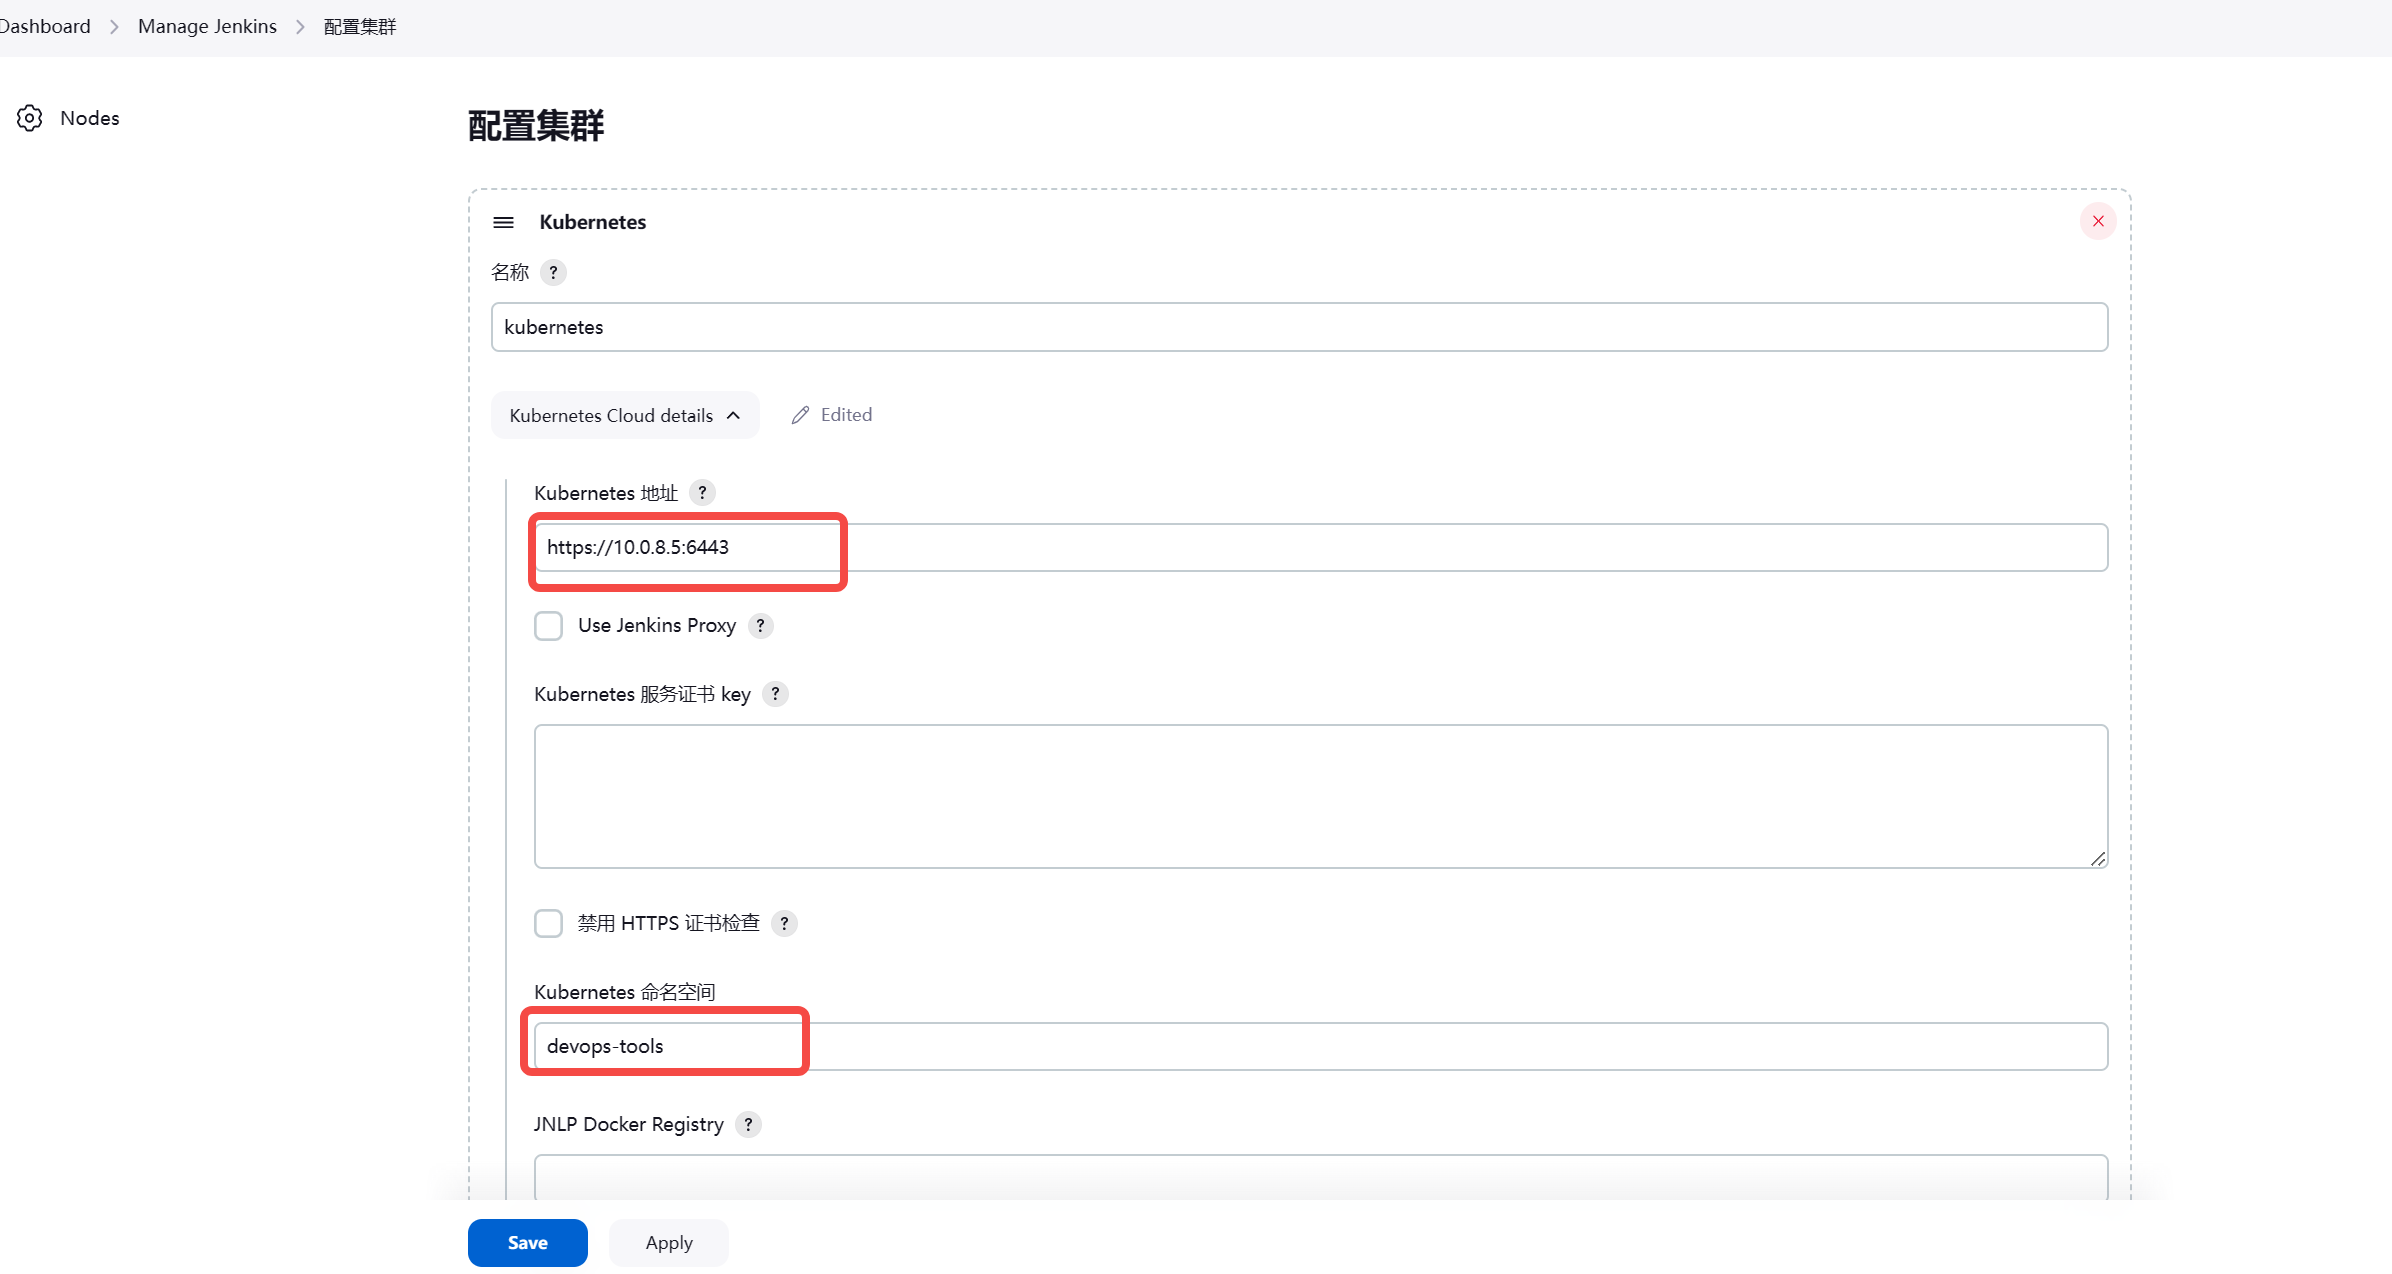 Dashboard > Manage Jenkins > 配置集群
Nodes
配置集群
Kubernetes
名称 ?
kubernetes
Kubernetes Cloud details
Edited
Kubernetes 地址 ?
https://10.0.8.5:6443
Use Jenkins Proxy ?
Kubernetes 服务证书 key ?
禁用 HTTPS 证书检查 ?
Kubernetes 命名空间
devops-tools
JNLP Docker Registry ?
Save
Apply